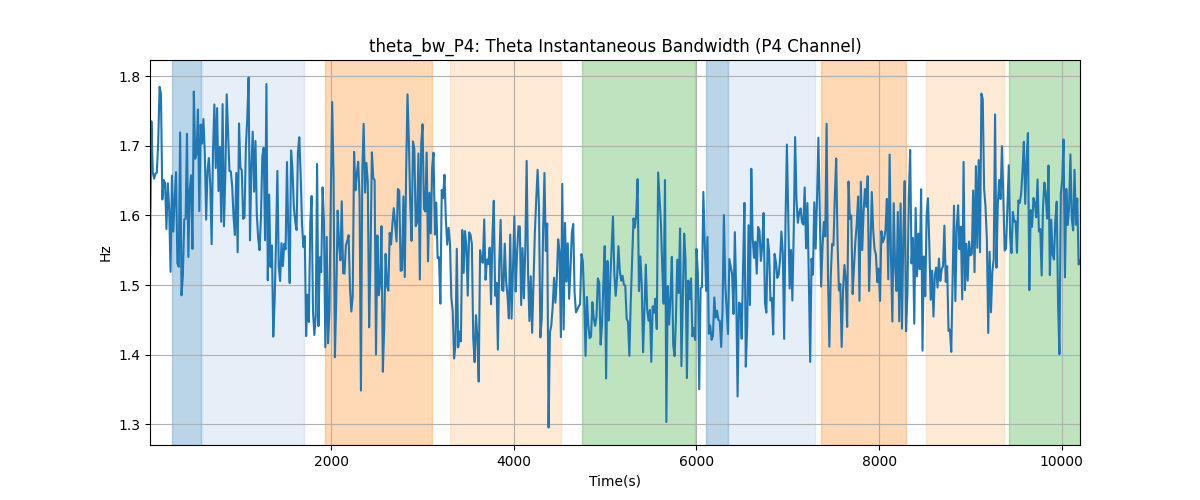 theta_bw_P4: Theta Instantaneous Bandwidth (P4 Channel)
1.8
1.7
1.6
1.5
1.4
1.3
Hz
2000 4000 6000 8000 10000
Time(s)